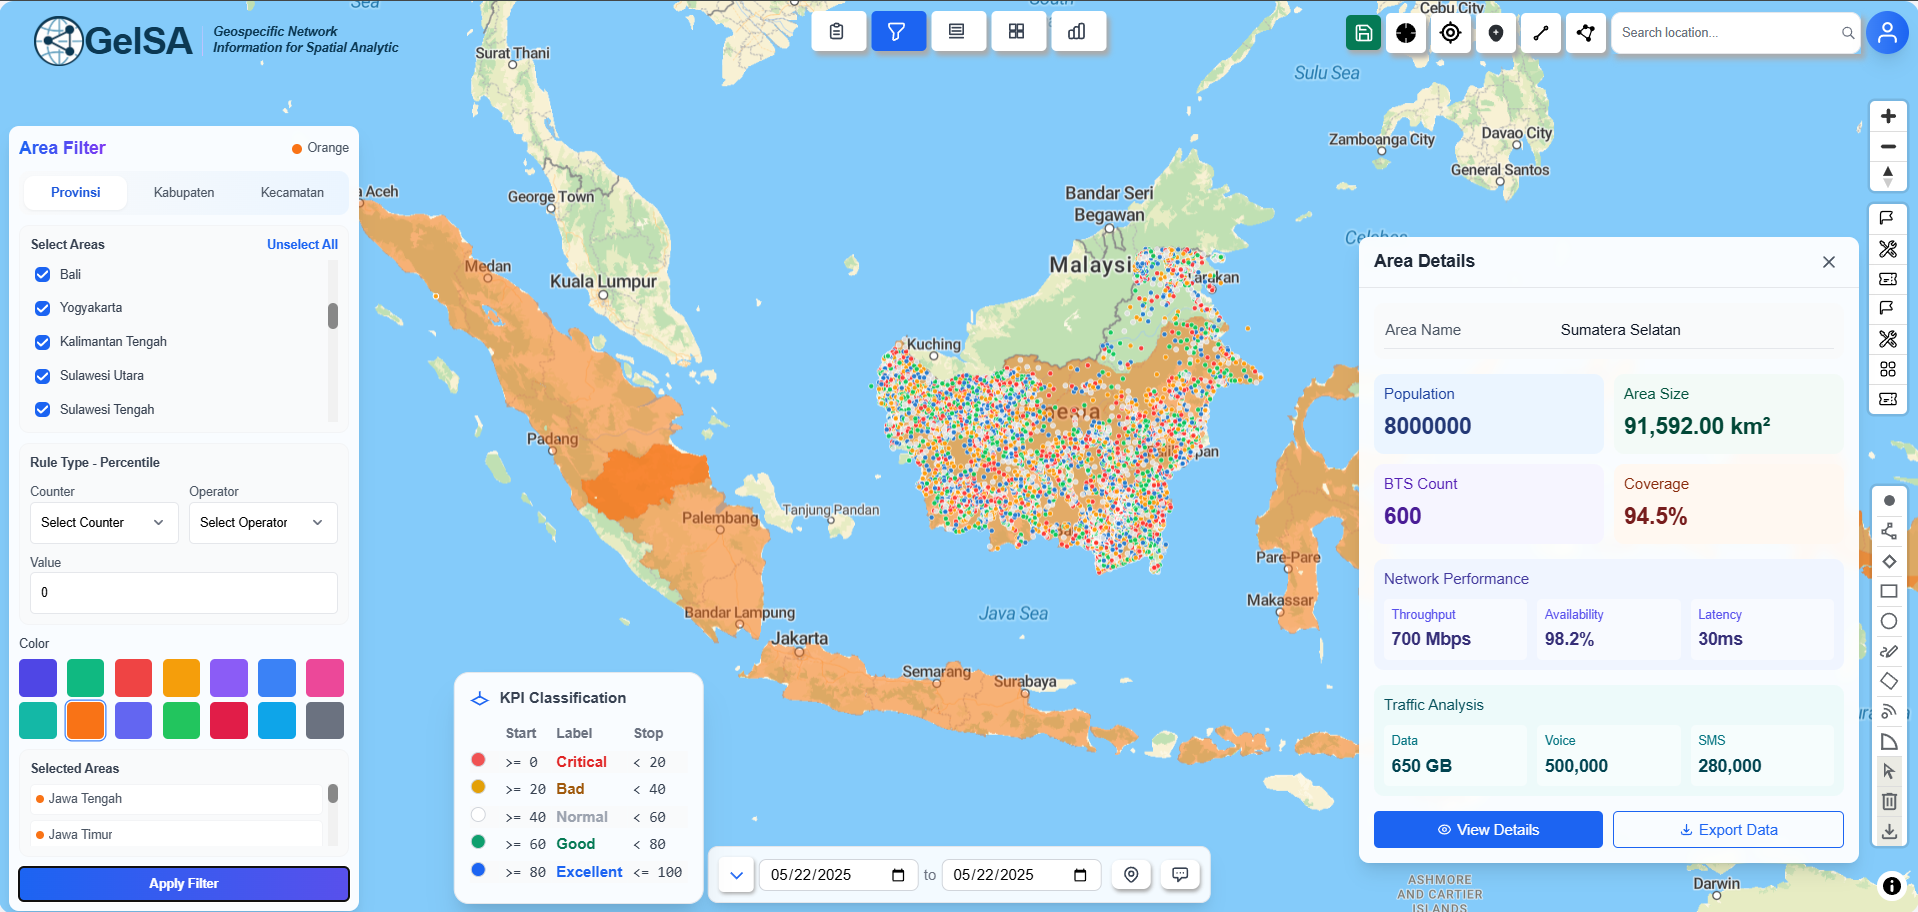 GeISA
Geospecific Network
Information for Spatial Analytic
Search location...
Area Filter
Orange
Provinsi
Kabupaten
Kecamatan
Select Areas
Unselect All
Bali
Yogyakarta
Kalimantan Tengah
Sulawesi Utara
Sulawesi Tengah
Rule Type - Percentile
Counter
Operator
Select Counter
Select Operator
Value
0
Color
Selected Areas
Jawa Tengah
Jawa Timur
Apply Filter
Sea
Surat Thani
George Town
Aceh
Medan
Kuala Lumpur
Padang
Palembang
Tanjung Pandan
Bandar Lampung
Jakarta
Semarang
Surabaya
Java Sea
Kuching
Bandar Seri
Begawan
Malaysi
Cebu City
Sulu Sea
Zamboanga City
Davao City
General Santos
Pare-Pare
Makassar
Darwin
ASHMORE
AND CARTIER
ISLANDS
KPI Classification
Start Label Stop
>= 0 Critical < 20
>= 20 Bad < 40
>= 40 Normal < 60
>= 60 Good < 80
>= 80 Excellent <= 100
05/22/2025 to 05/22/2025
Area Details
Area Name Sumatera Selatan
Population
8000000
Area Size
91,592.00 km²
BTS Count
600
Coverage
94.5%
Network Performance
Throughput
700 Mbps
Availability
98.2%
Latency
30ms
Traffic Analysis
Data
650 GB
Voice
500,000
SMS
280,000
View Details
Export Data